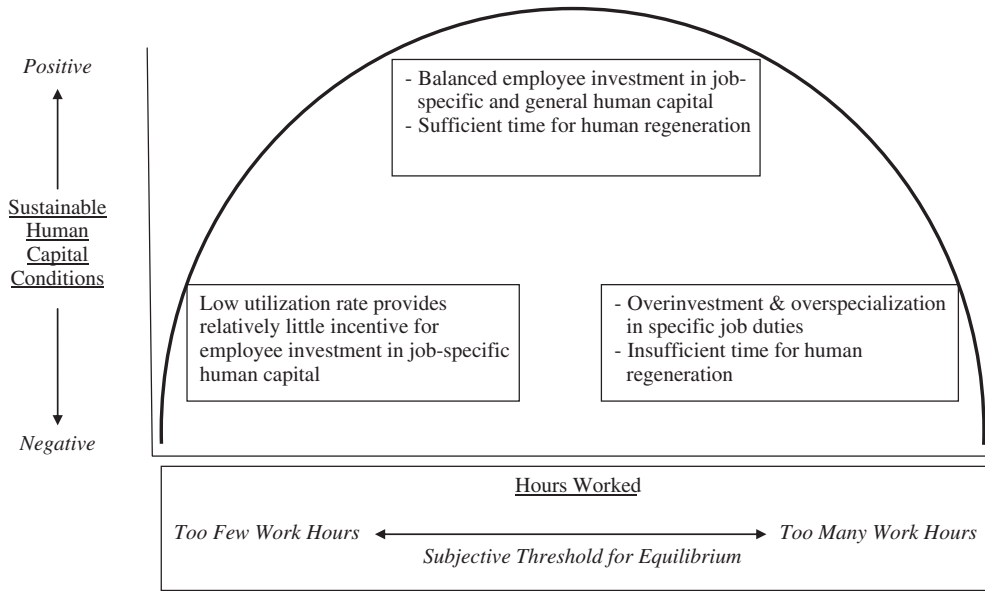 Positive
Sustainable
Human
Capital
Conditions
Negative
- Balanced employee investment in job-
specific and general human capital
- Sufficient time for human regeneration
Low utilization rate provides
relatively little incentive for
employee investment in job-specific
human capital
- Overinvestment & overspecialization
in specific job duties
- Insufficient time for human
regeneration
Hours Worked
Too Few Work Hours
Too Many Work Hours
Subjective Threshold for Equilibrium